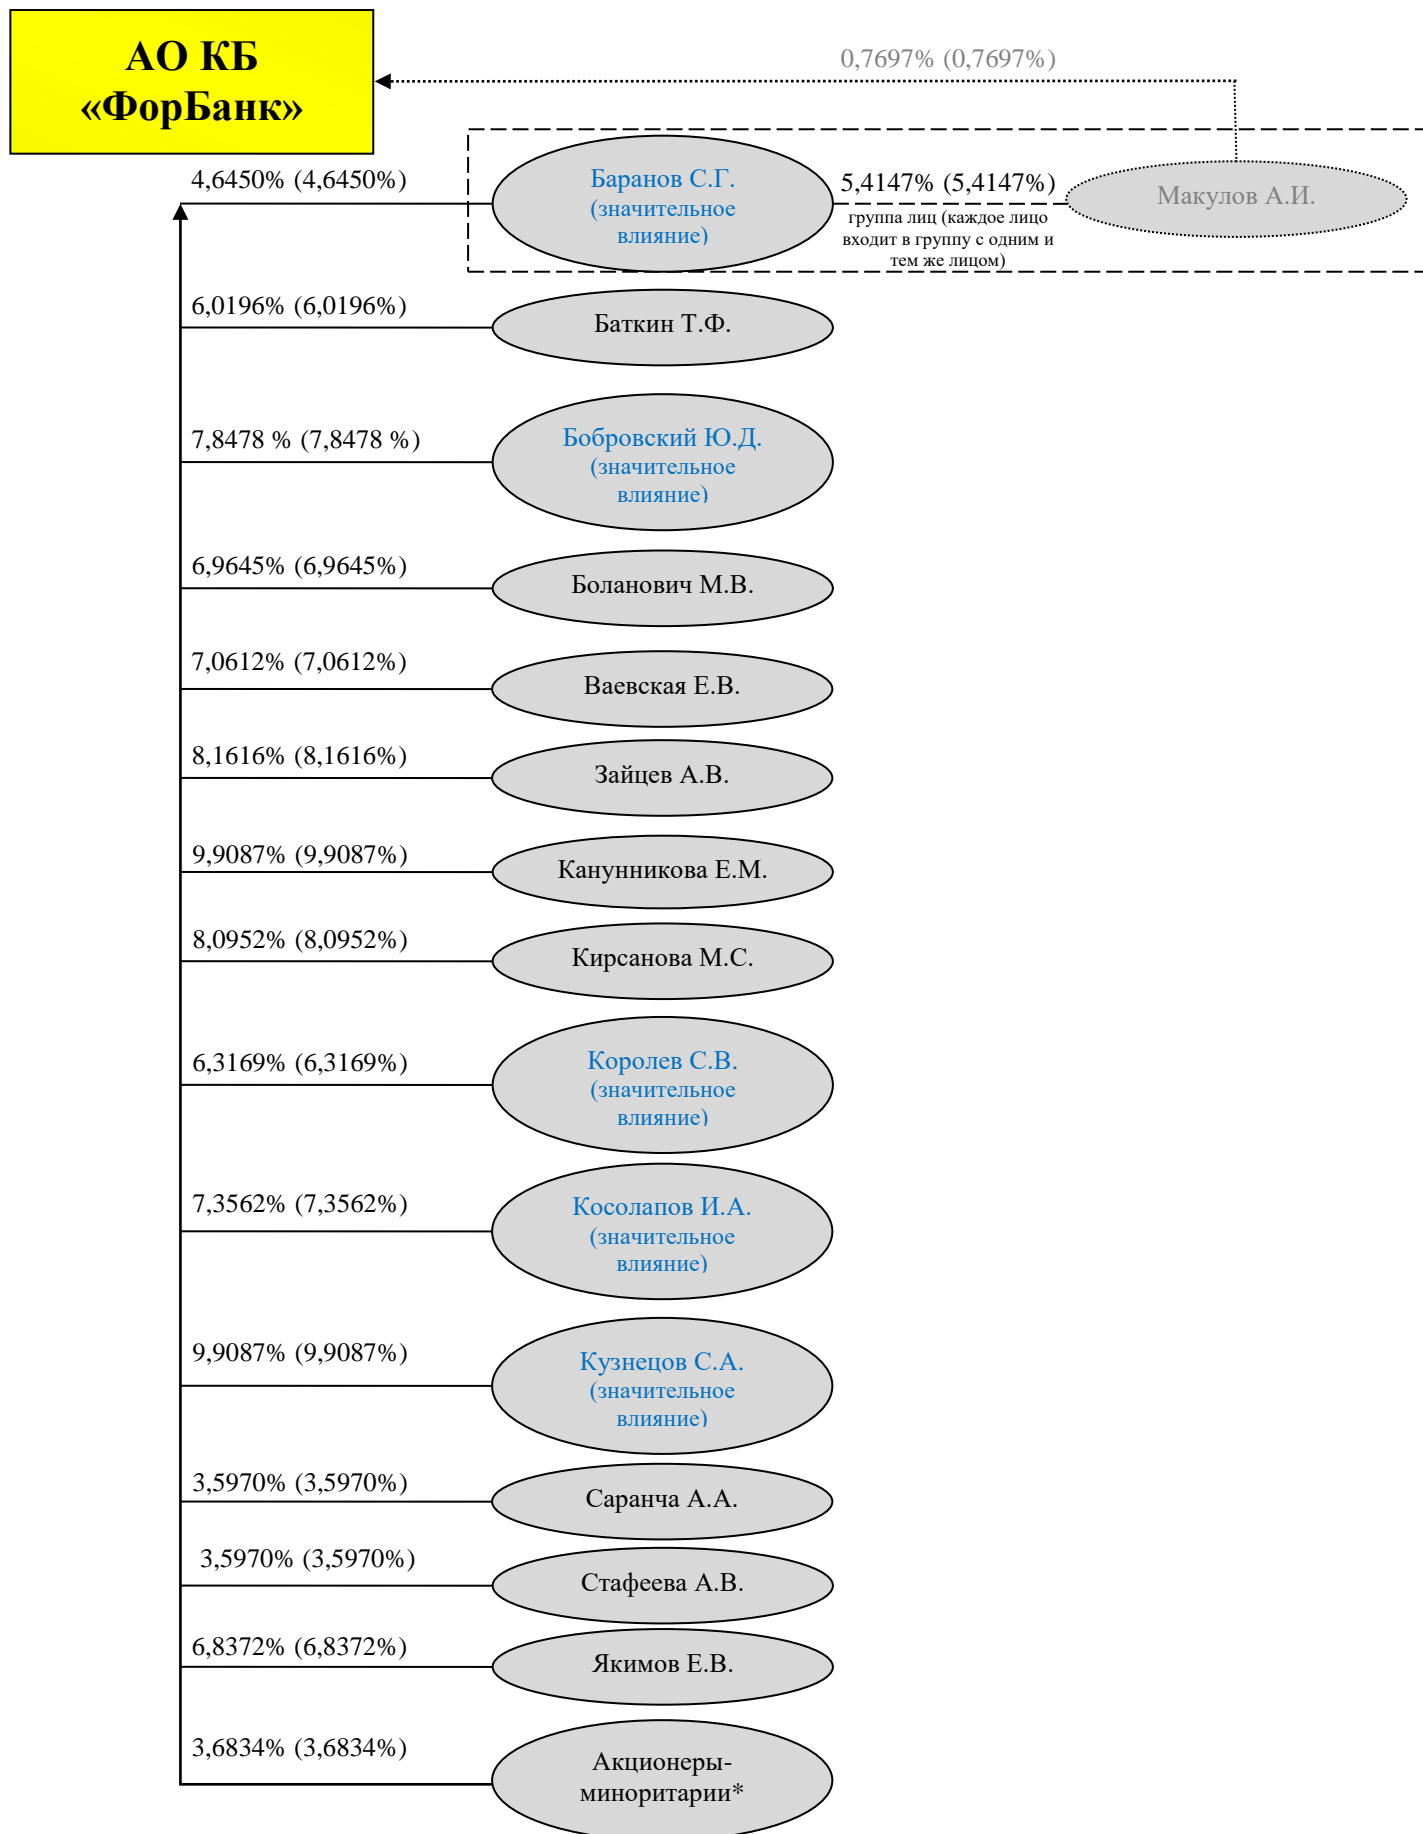 АО КБ
«ФорБанк»
0,7697% (0,7697%)
4,6450% (4,6450%)
Баранов С.Г.
(значительное
влияние)
5,4147% (5,4147%)
группа лиц (каждое лицо
входит в группу с одним и
тем же лицом)
Макулов А.И.
6,0196% (6,0196%)
Баткин Т.Ф.
7,8478 % (7,8478 %)
Бобровский Ю.Д.
(значительное
влияние)
6,9645% (6,9645%)
Боланович М.В.
7,0612% (7,0612%)
Ваевская Е.В.
8,1616% (8,1616%)
Зайцев А.В.
9,9087% (9,9087%)
Канунникова Е.М.
8,0952% (8,0952%)
Кирсанова М.С.
6,3169% (6,3169%)
Королев С.В.
(значительное
влияние)
7,3562% (7,3562%)
Косолапов И.А.
(значительное
влияние)
9,9087% (9,9087%)
Кузнецов С.А.
(значительное
влияние)
3,5970% (3,5970%)
Саранча А.А.
3,5970% (3,5970%)
Стафеева А.В.
6,8372% (6,8372%)
Якимов Е.В.
3,6834% (3,6834%)
Акционеры-
миноритарии*